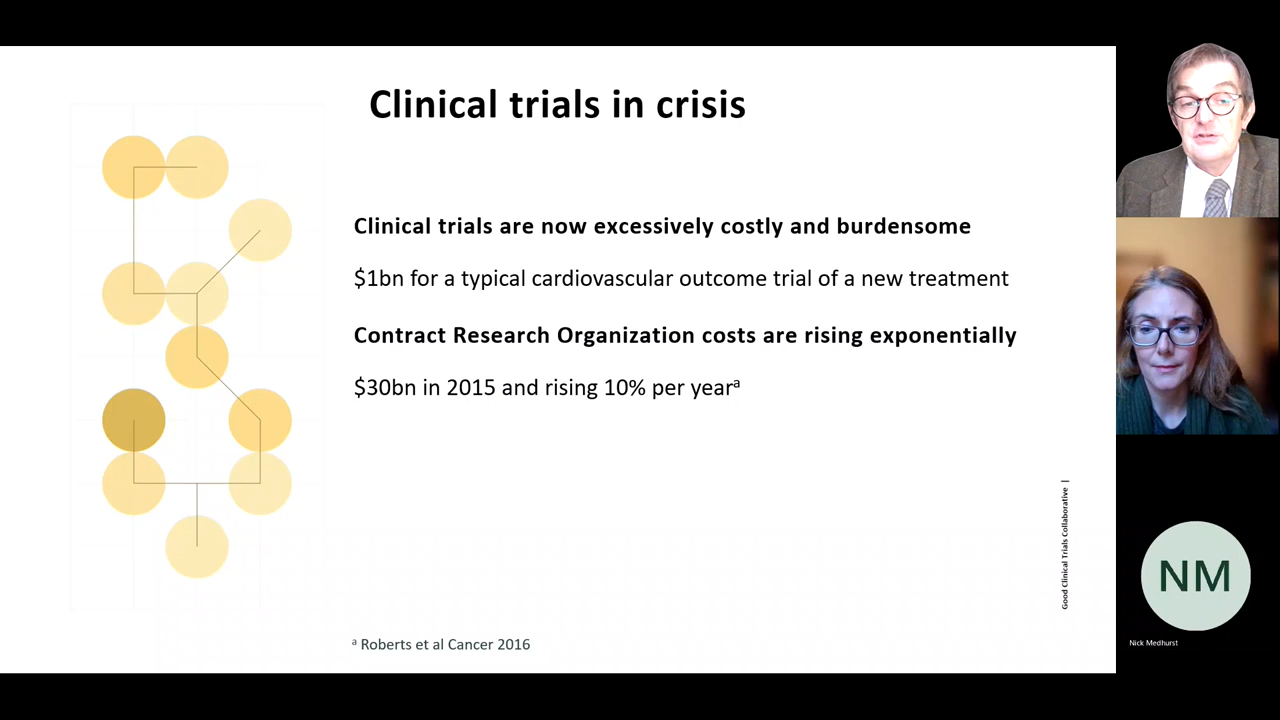 Clinical trials in crisis
Clinical trials are now excessively costly and burdensome
$1bn for a typical cardiovascular outcome trial of a new treatment
Contract Research Organization costs are rising exponentially
$30bn in 2015 and rising 10% per yearᵃ
Good Clinical Trials Collaborative |
ᵃ Roberts et al Cancer 2016
NM
Nick Medhurst